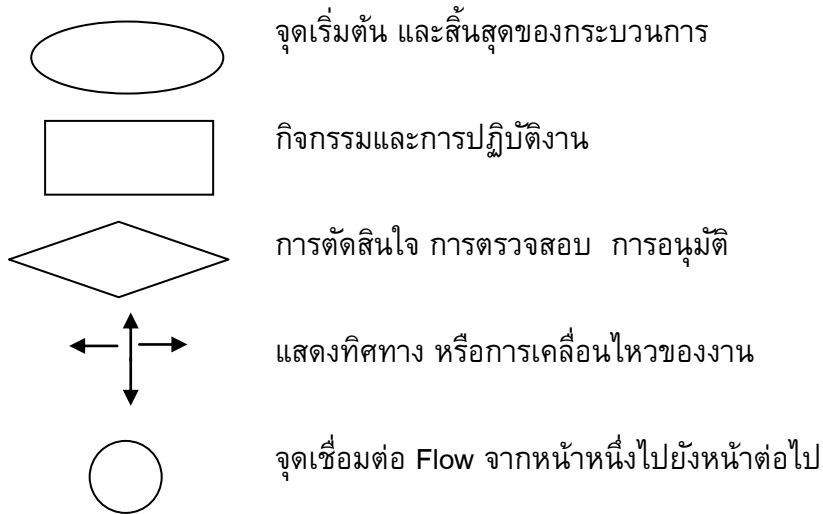 จุดเริ่มต้น และสิ้นสุดของกระบวนการ
กิจกรรมและการปฏิบัติงาน
การตัดสินใจ การตรวจสอบ  การอนุมัติ
แสดงทิศทาง หรือการเคลื่อนไหวของงาน
จุดเชื่อมต่อ Flow จากหน้าหนึ่งไปยังหน้าต่อไป